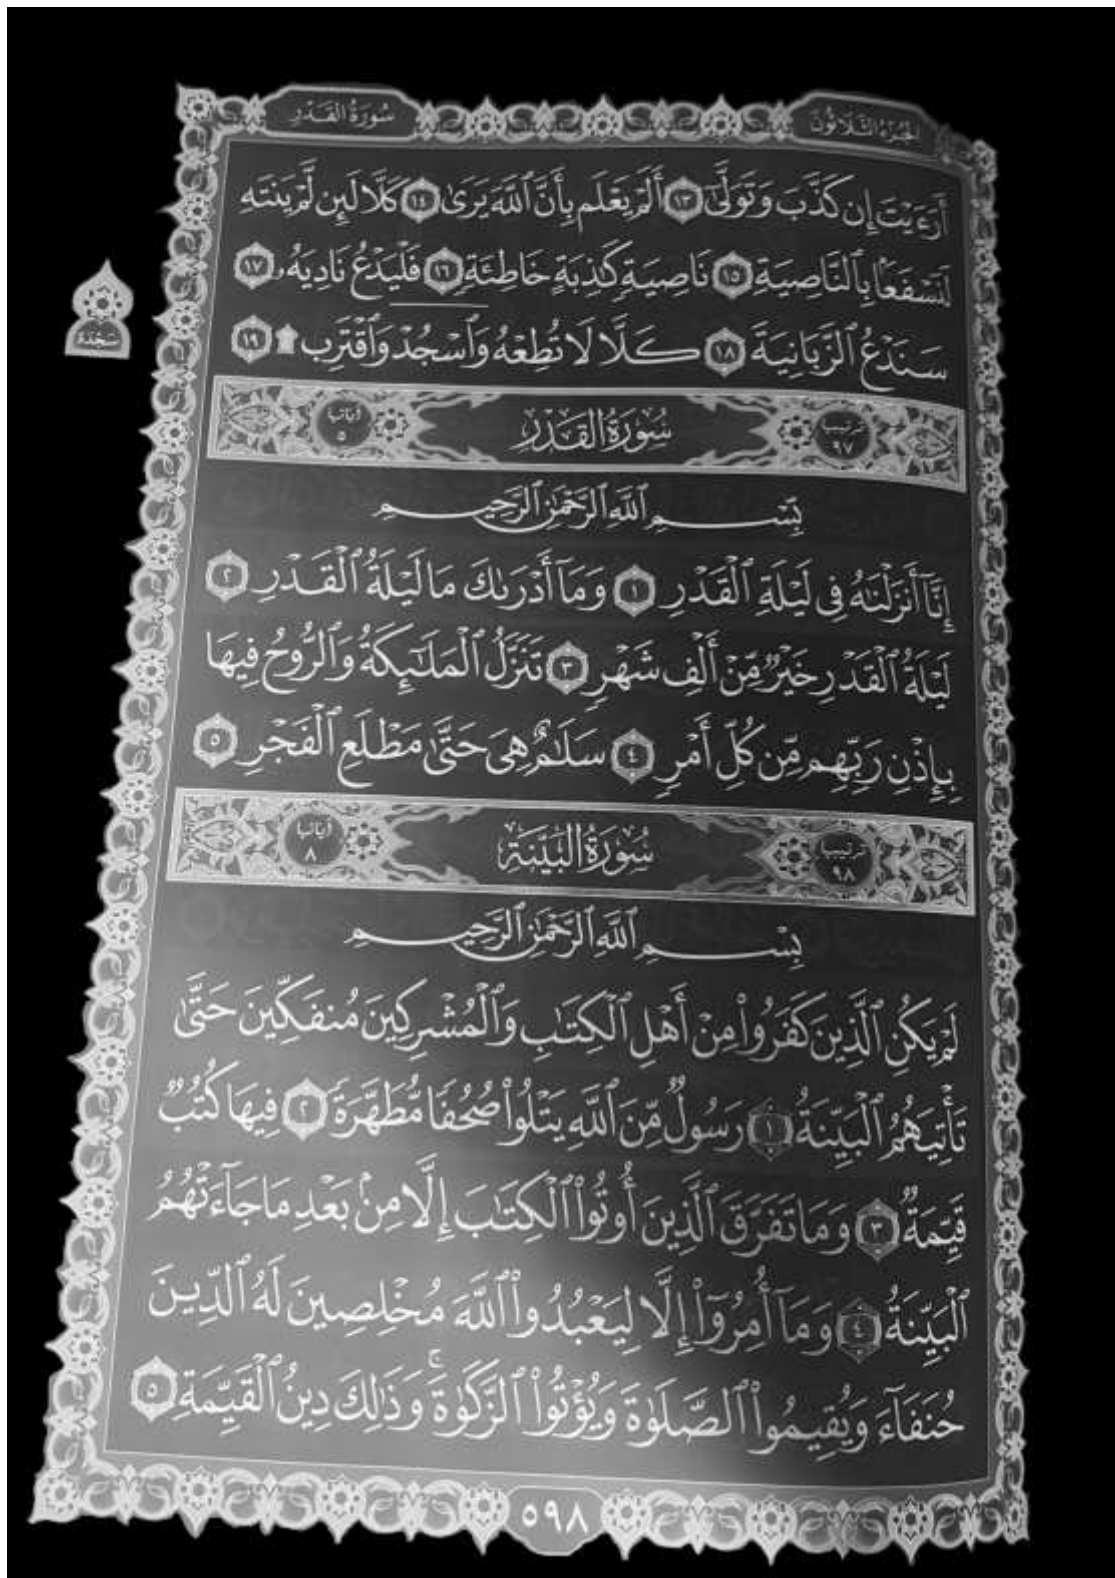 الجزء الثلاثون
سورة القدر
أَرَءَيْتَ إِن كَذَّبَ وَتَوَلَّىٰٓ ١٣ أَلَمْ يَعْلَم بِأَنَّ ٱللَّهَ يَرَىٰ ١٤ كَلَّا لَئِن لَّمْ يَنتَهِ
لَنَسْفَعًۢا بِٱلنَّاصِيَةِ ١٥ نَاصِيَةٍ كَٰذِبَةٍ خَاطِئَةٍ ١٦ فَلْيَدْعُ نَادِيَهُۥ ١٧
سَنَدْعُ ٱلزَّبَانِيَةَ ١٨ كَلَّا لَا تُطِعْهُ وَٱسْجُدْ وَٱقْتَرِب ۩ ١٩
سجدة
ترتيبها ٩٧ سُورَةُ القَدْرِ آياتها ٥
بِسْمِ ٱللَّهِ ٱلرَّحْمَٰنِ ٱلرَّحِيمِ
إِنَّآ أَنزَلْنَٰهُ فِى لَيْلَةِ ٱلْقَدْرِ ١ وَمَآ أَدْرَىٰكَ مَا لَيْلَةُ ٱلْقَدْرِ ٢
لَيْلَةُ ٱلْقَدْرِ خَيْرٌ مِّنْ أَلْفِ شَهْرٍ ٣ تَنَزَّلُ ٱلْمَلَٰٓئِكَةُ وَٱلرُّوحُ فِيهَا
بِإِذْنِ رَبِّهِم مِّن كُلِّ أَمْرٍ ٤ سَلَٰمٌ هِىَ حَتَّىٰ مَطْلَعِ ٱلْفَجْرِ ٥
ترتيبها ٩٨ سُورَةُ البَيِّنَةِ آياتها ٨
بِسْمِ ٱللَّهِ ٱلرَّحْمَٰنِ ٱلرَّحِيمِ
لَمْ يَكُنِ ٱلَّذِينَ كَفَرُوا۟ مِنْ أَهْلِ ٱلْكِتَٰبِ وَٱلْمُشْرِكِينَ مُنفَكِّينَ حَتَّىٰ
تَأْتِيَهُمُ ٱلْبَيِّنَةُ ١ رَسُولٌ مِّنَ ٱللَّهِ يَتْلُوا۟ صُحُفًا مُّطَهَّرَةً ٢ فِيهَا كُتُبٌ
قَيِّمَةٌ ٣ وَمَا تَفَرَّقَ ٱلَّذِينَ أُوتُوا۟ ٱلْكِتَٰبَ إِلَّا مِنۢ بَعْدِ مَا جَآءَتْهُمُ
ٱلْبَيِّنَةُ ٤ وَمَآ أُمِرُوٓا۟ إِلَّا لِيَعْبُدُوا۟ ٱللَّهَ مُخْلِصِينَ لَهُ ٱلدِّينَ
حُنَفَآءَ وَيُقِيمُوا۟ ٱلصَّلَوٰةَ وَيُؤْتُوا۟ ٱلزَّكَوٰةَ ۚ وَذَٰلِكَ دِينُ ٱلْقَيِّمَةِ ٥
٥٩٨